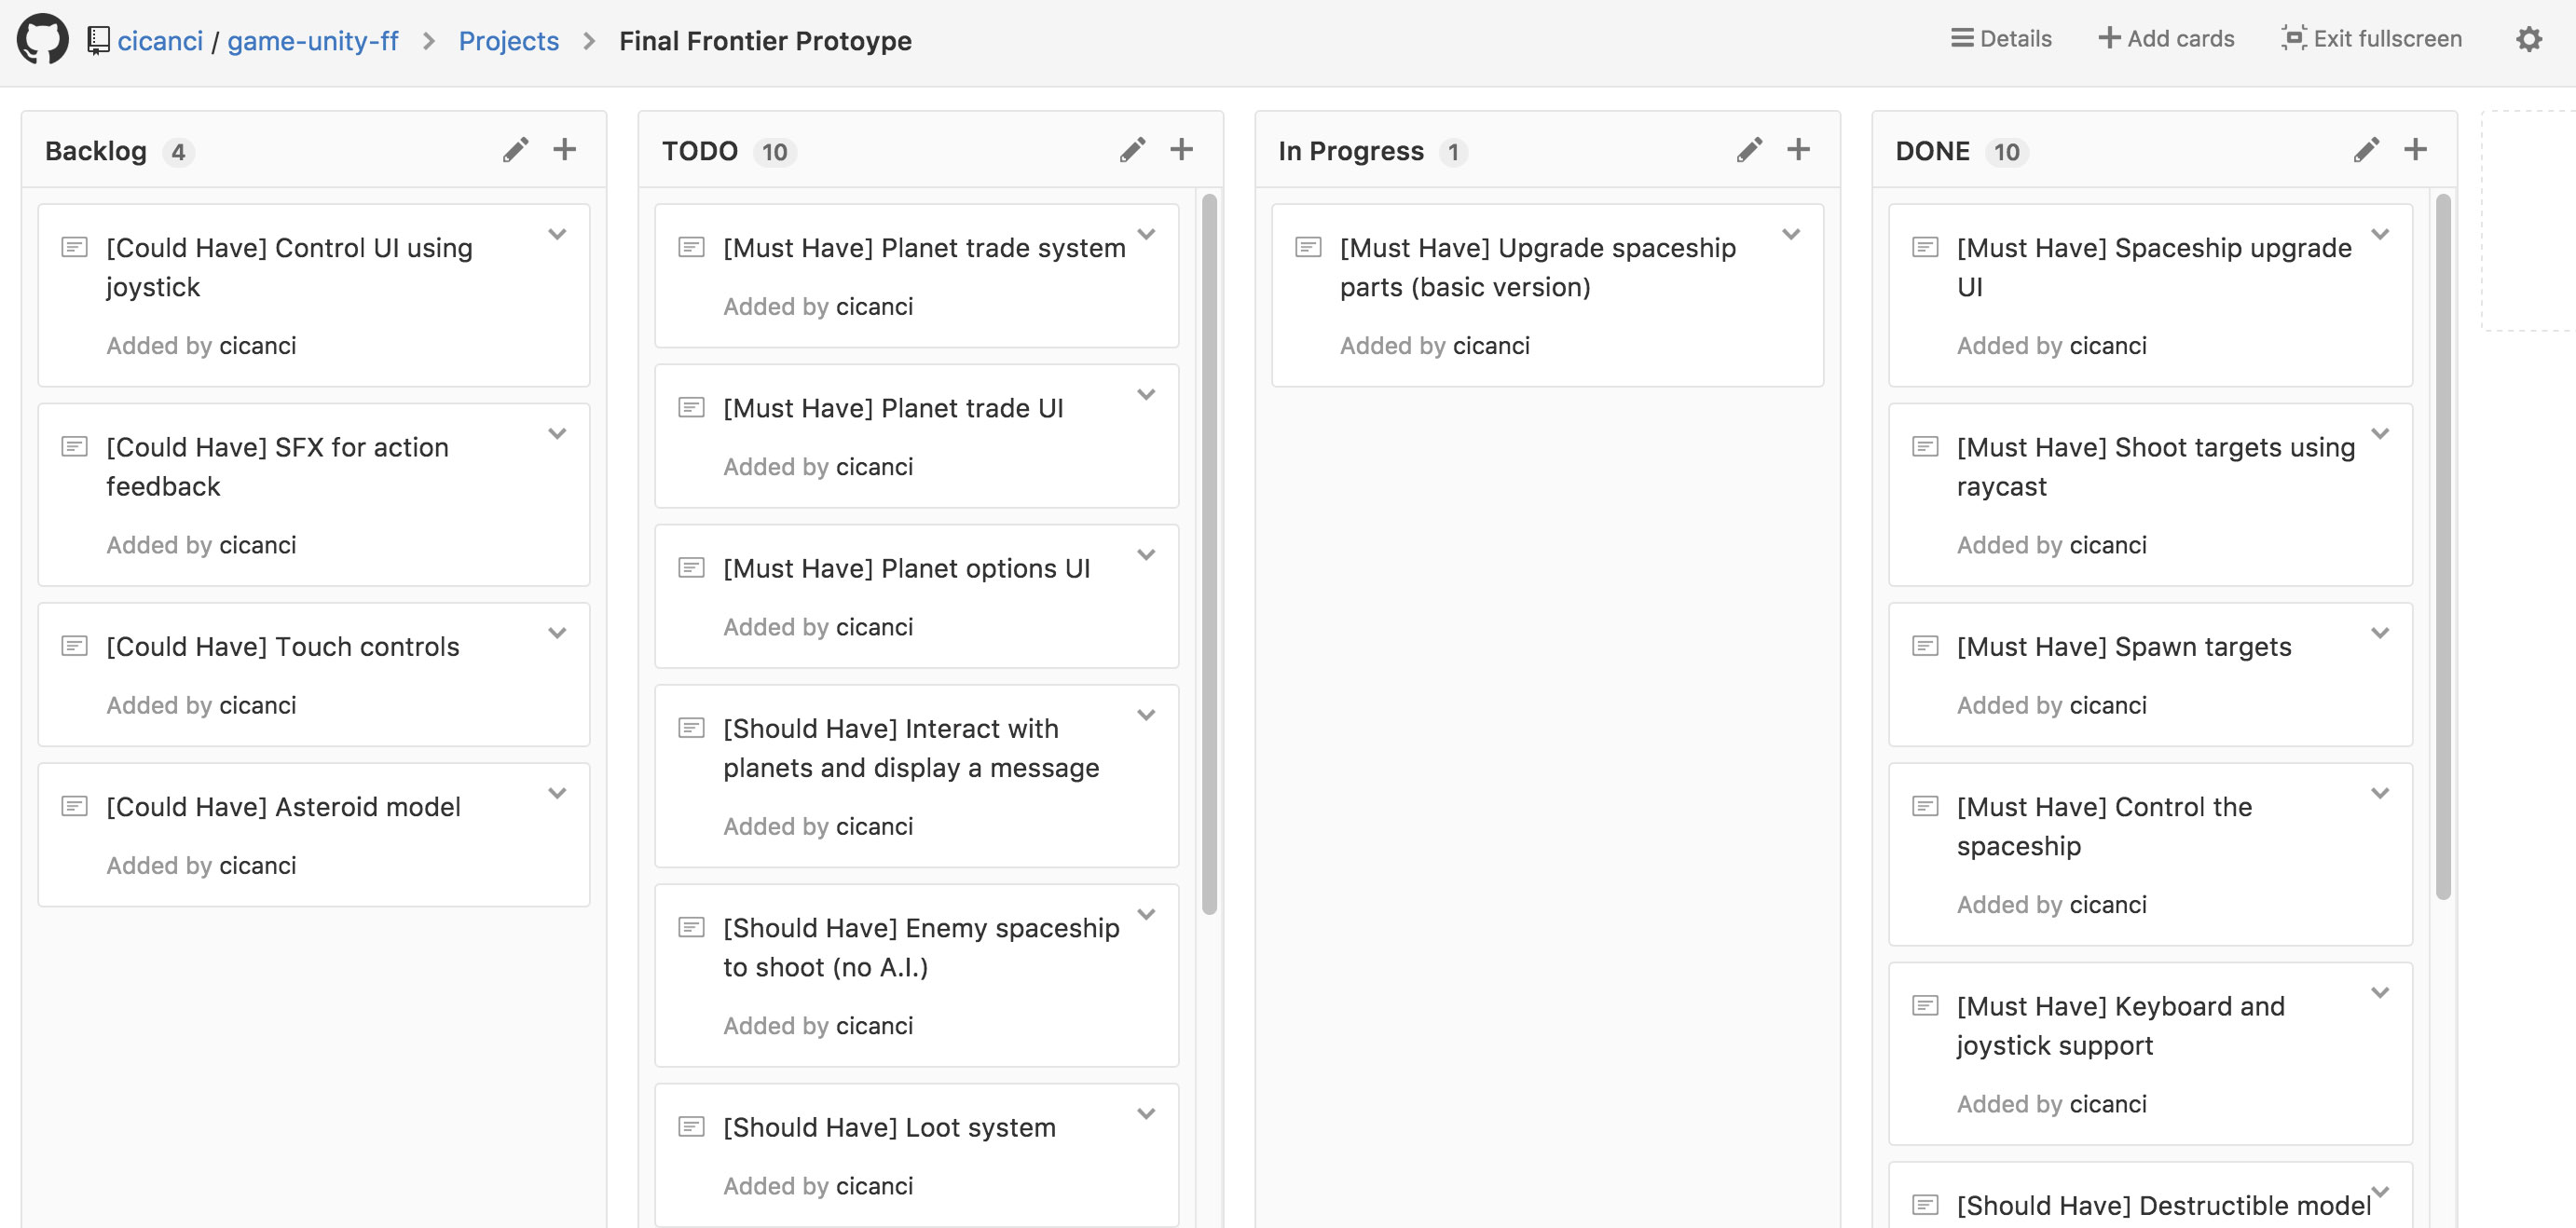 cicanci / game-unity-ff > Projects > Final Frontier Protoype
Details
Add cards
Exit fullscreen
Backlog 4
[Could Have] Control UI using
joystick
Added by cicanci
[Could Have] SFX for action
feedback
Added by cicanci
[Could Have] Touch controls
Added by cicanci
[Could Have] Asteroid model
Added by cicanci
TODO 10
[Must Have] Planet trade system
Added by cicanci
[Must Have] Planet trade UI
Added by cicanci
[Must Have] Planet options UI
Added by cicanci
[Should Have] Interact with
planets and display a message
Added by cicanci
[Should Have] Enemy spaceship
to shoot (no A.I.)
Added by cicanci
[Should Have] Loot system
Added by cicanci
In Progress 1
[Must Have] Upgrade spaceship
parts (basic version)
Added by cicanci
DONE 10
[Must Have] Spaceship upgrade
UI
Added by cicanci
[Must Have] Shoot targets using
raycast
Added by cicanci
[Must Have] Spawn targets
Added by cicanci
[Must Have] Control the
spaceship
Added by cicanci
[Must Have] Keyboard and
joystick support
Added by cicanci
[Should Have] Destructible model